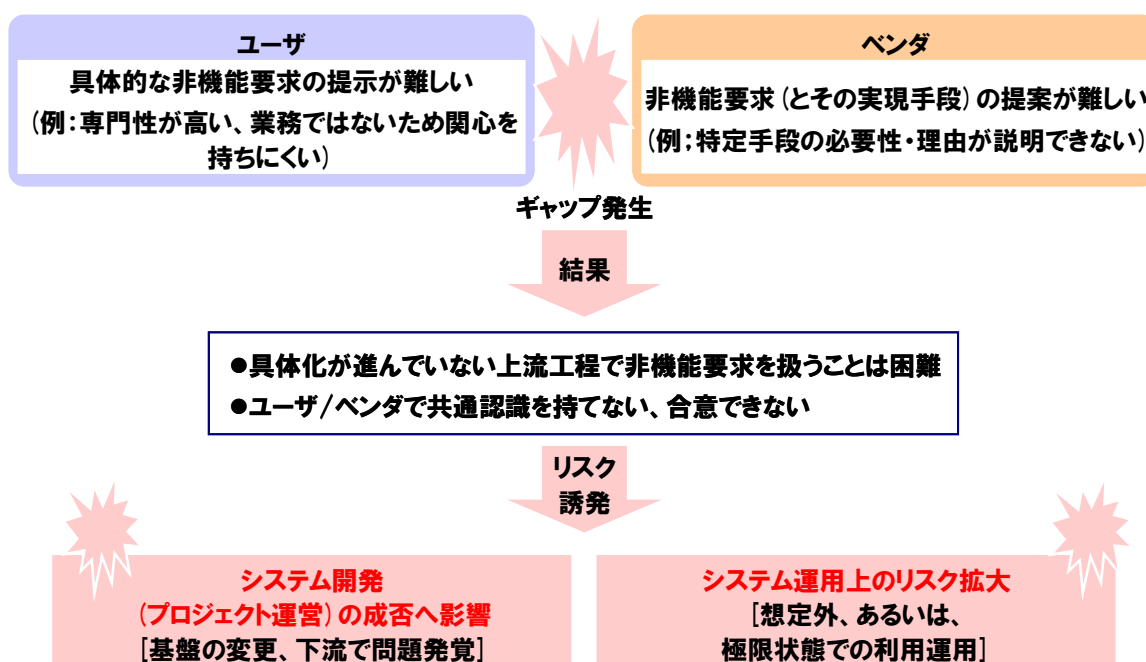 ユーザ
具体的な非機能要求の提示が難しい
(例:専門性が高い、業務ではないため関心を
持ちにくい)
ベンダ
非機能要求(とその実現手段)の提案が難しい
(例;特定手段の必要性・理由が説明できない)
ギャップ発生
結果
●具体化が進んでいない上流工程で非機能要求を扱うことは困難
●ユーザ/ベンダで共通認識を持てない、合意できない
リスク
誘発
システム開発
(プロジェクト運営)の成否へ影響
[基盤の変更、下流で問題発覚]
システム運用上のリスク拡大
[想定外、あるいは、
極限状態での利用運用]